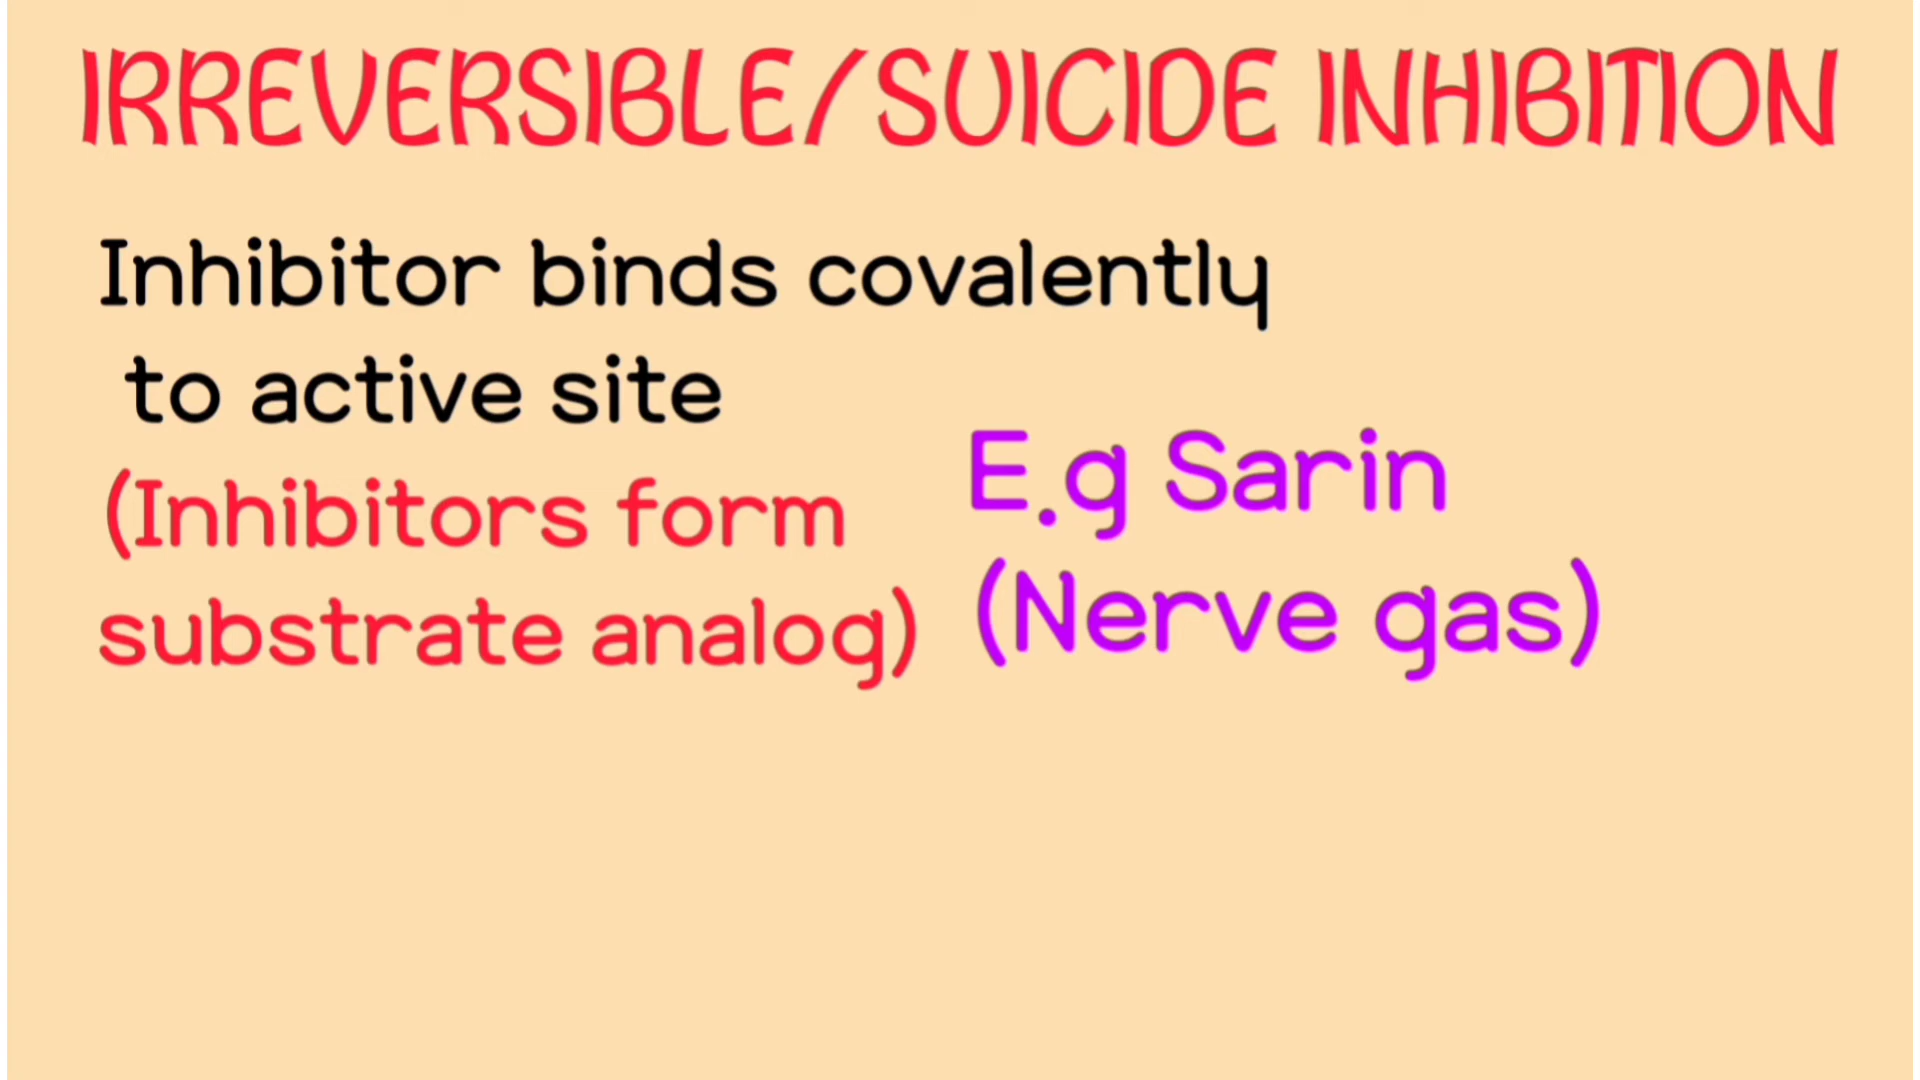 IRREVERSIBLE/SUICIDE INHIBITION
Inhibitor binds covalently
to active site
(Inhibitors form
substrate analog)
E.g Sarin
(Nerve gas)